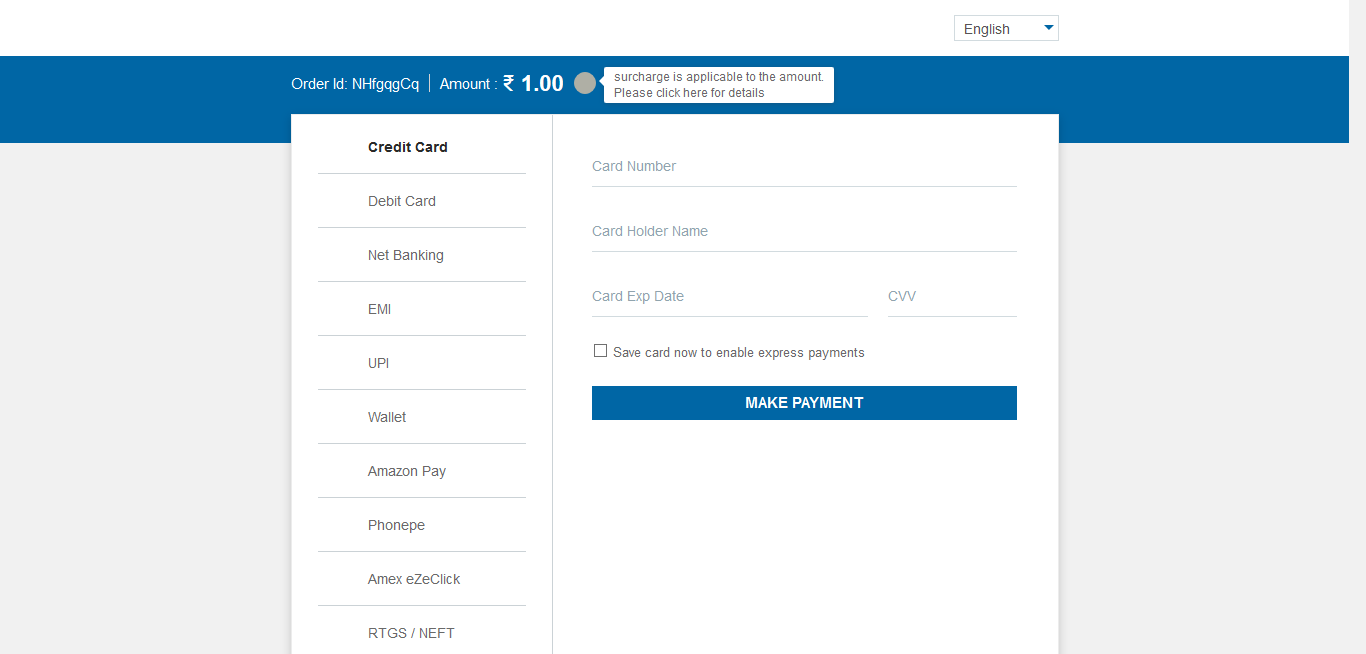 English
Order Id: NHfgqgCq Amount : ₹ 1.00
surcharge is applicable to the amount.
Please click here for details
Credit Card
Debit Card
Net Banking
EMI
UPI
Wallet
Amazon Pay
Phonepe
Amex eZeClick
RTGS / NEFT
Card Number
Card Holder Name
Card Exp Date CVV
Save card now to enable express payments
MAKE PAYMENT